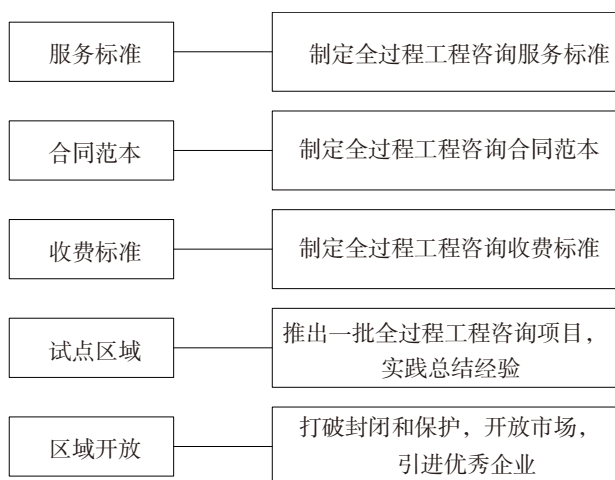 服务标准
制定全过程工程咨询服务标准
合同范本
制定全过程工程咨询合同范本
收费标准
制定全过程工程咨询收费标准
试点区域
推出一批全过程工程咨询项目，
实践总结经验
区域开放
打破封闭和保护，开放市场，
引进优秀企业